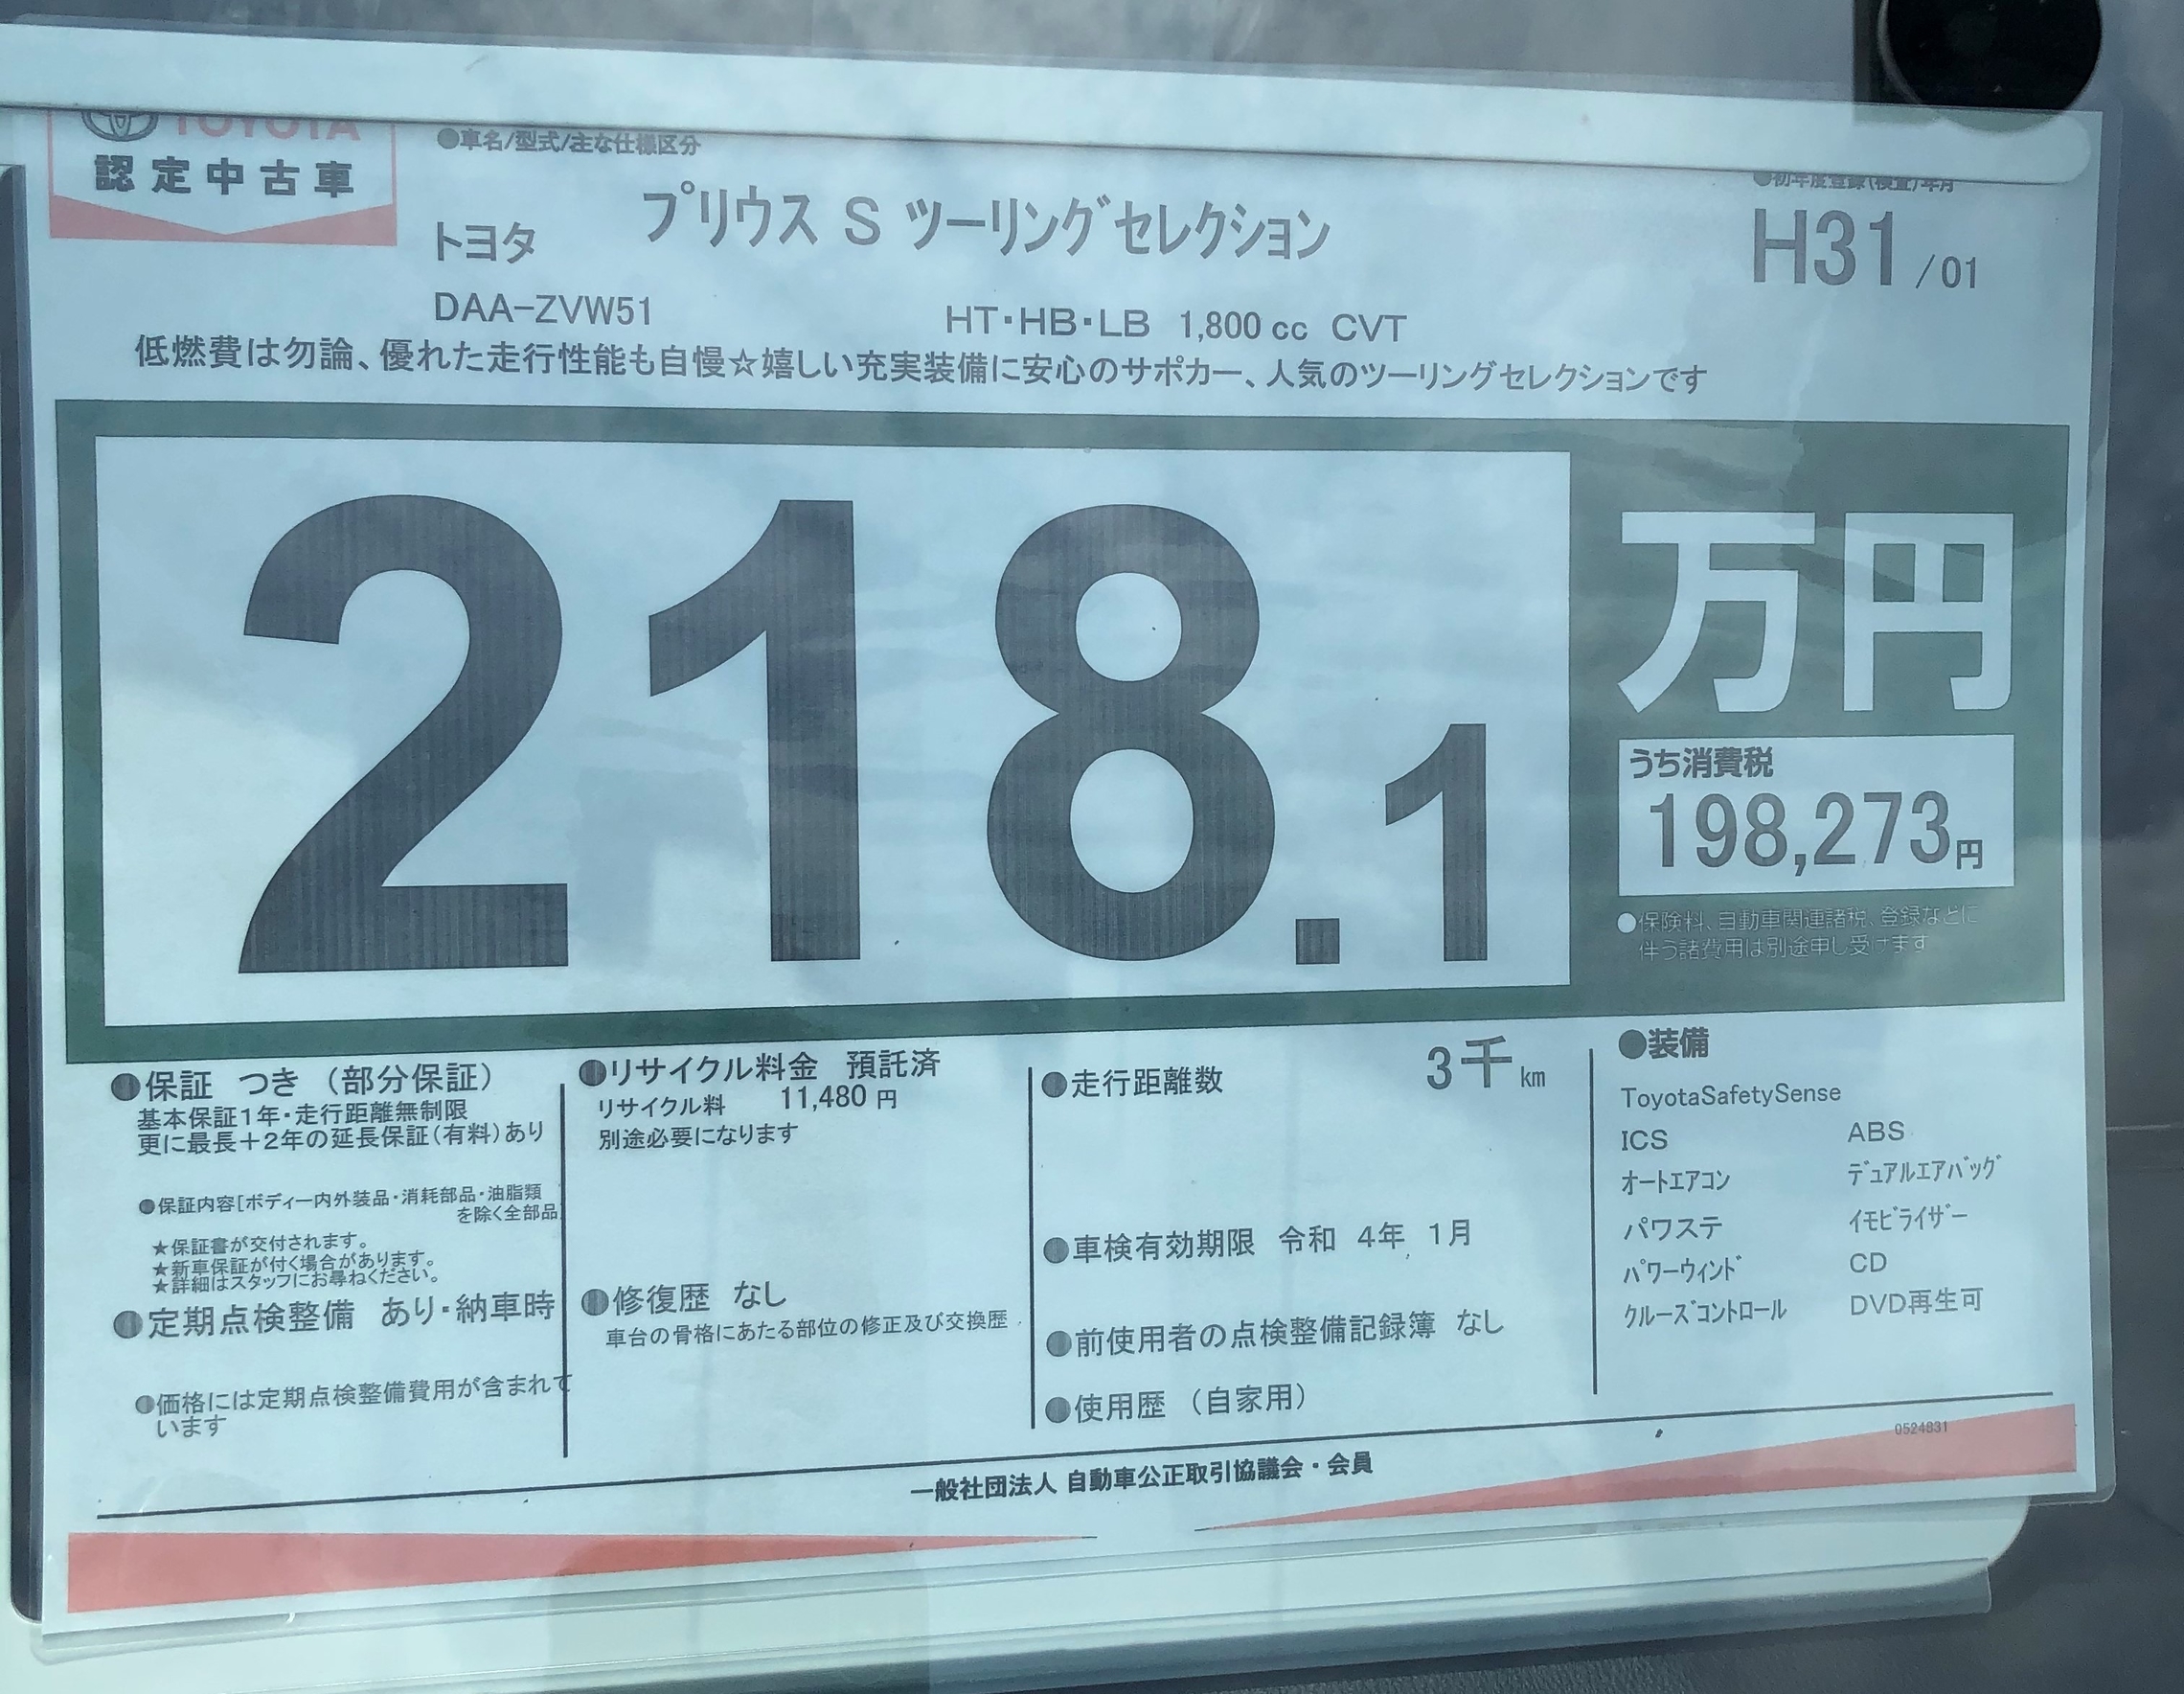 TOYOTA
認定中古車
●車名/型式/主な仕様区分
●初年度登録(検査)年月
トヨタ プリウス S ツーリングセレクション
H31/01
DAA-ZVW51 HT・HB・LB 1,800 cc CVT
低燃費は勿論、優れた走行性能も自慢☆嬉しい充実装備に安心のサポカー、人気のツーリングセレクションです
218.1
万円
うち消費税
198,273円
●保険料、自動車関連諸税、登録などに
伴う諸費用は別途申し受けます
●保証 つき (部分保証)
基本保証1年・走行距離無制限
更に最長+2年の延長保証(有料)あり
●保証内容[ボディー内外装品・消耗部品・油脂類
を除く全部品]
★保証書が交付されます。
★新車保証が付く場合があります。
★詳細はスタッフにお尋ねください。
●定期点検整備 あり・納車時
●価格には定期点検整備費用が含まれて
います
●リサイクル料金 預託済
リサイクル料 11,480 円
別途必要になります
●修復歴 なし
車台の骨格にあたる部位の修正及び交換歴
●走行距離数 3千km
●車検有効期限 令和 4年 1月
●前使用者の点検整備記録簿 なし
●使用歴 (自家用)
●装備
ToyotaSafetySense
ICS ABS
オートエアコン デュアルエアバッグ
パワステ イモビライザー
パワーウィンド CD
クルーズコントロール DVD再生可
0524831
一般社団法人 自動車公正取引協議会・会員